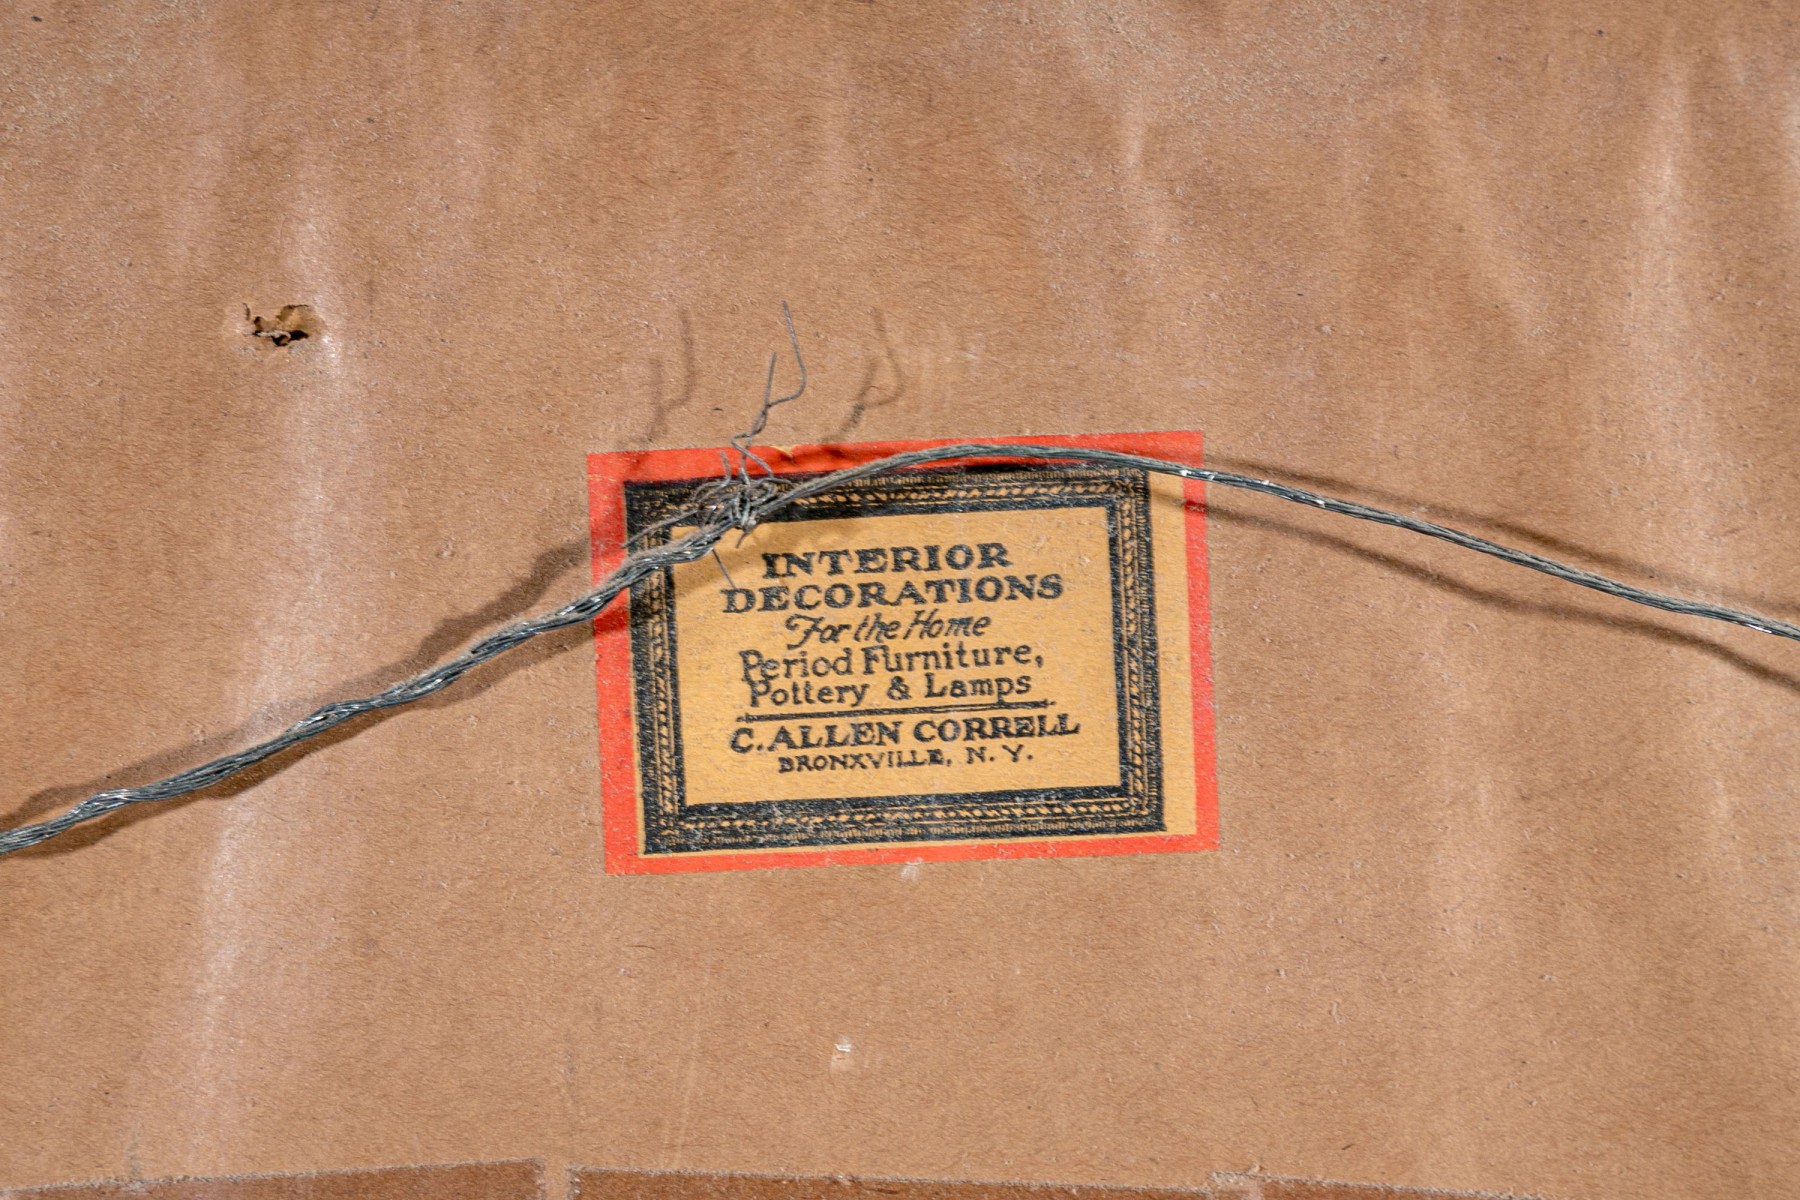 INTERIOR
DECORATIONS
For the Home
Period Furniture,
Pottery & Lamps
C. ALLEN CORRELL
BRONXVILLE, N. Y.